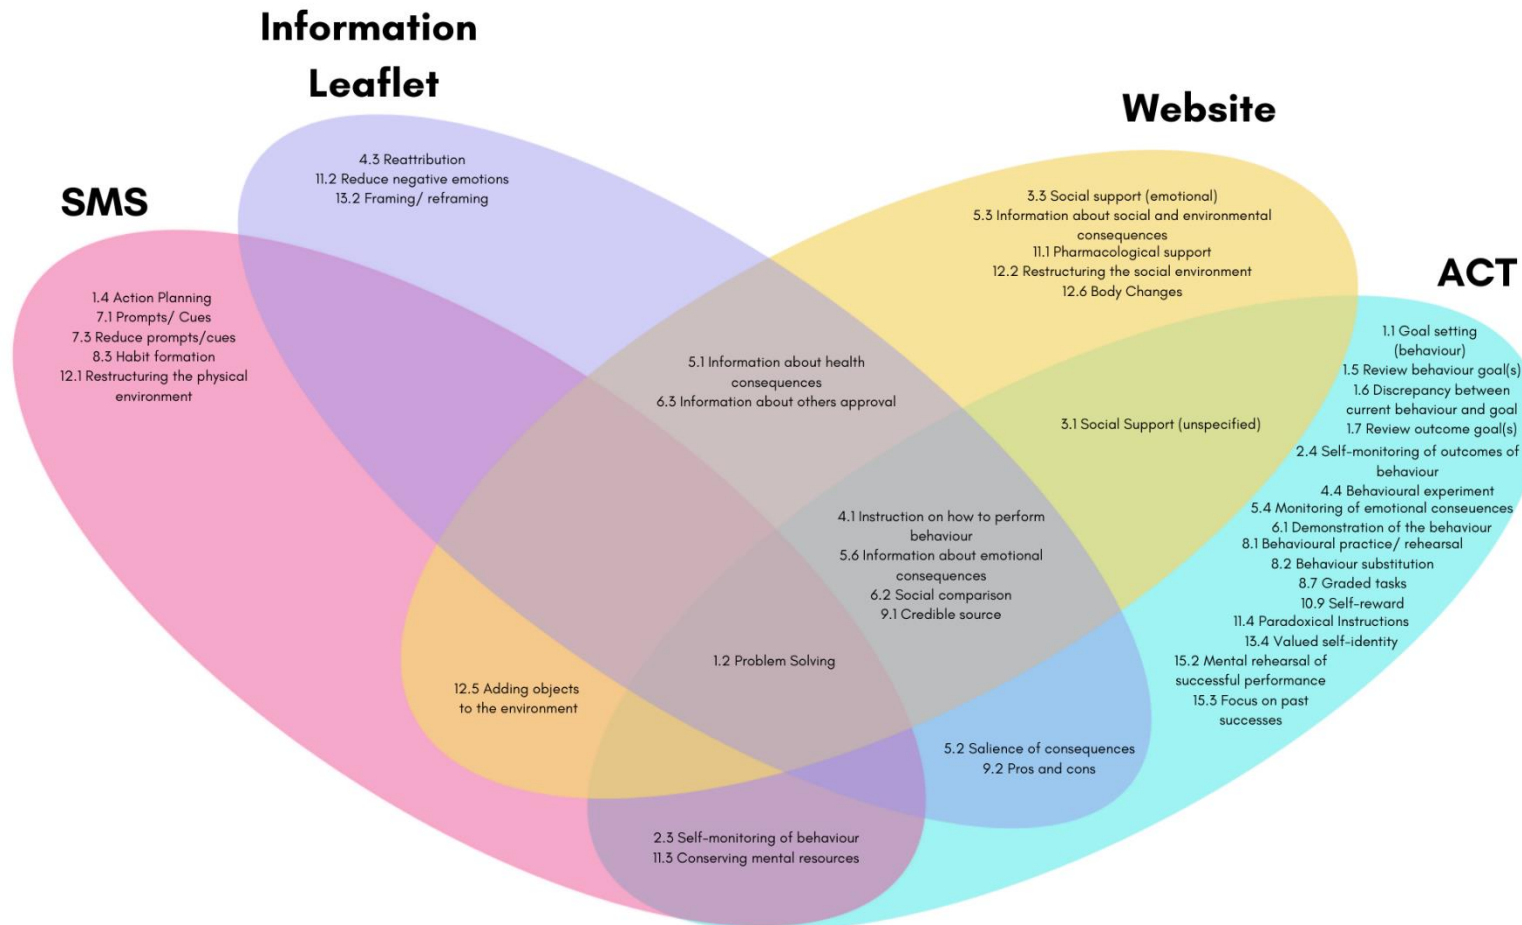 Information
Leaflet
Website
SMS
ACT
4.3 Reattribution
11.2 Reduce negative emotions
13.2 Framing/ reframing
3.3 Social support (emotional)
5.3 Information about social and environmental
consequences
11.1 Pharmacological support
12.2 Restructuring the social environment
12.6 Body Changes
1.4 Action Planning
7.1 Prompts/ Cues
7.3 Reduce prompts/cues
8.3 Habit formation
12.1 Restructuring the physical
environment
5.1 Information about health
consequences
6.3 Information about others approval
3.1 Social Support (unspecified)
1.1 Goal setting
(behaviour)
1.5 Review behaviour goal(s)
1.6 Discrepancy between
current behaviour and goal
1.7 Review outcome goal(s)
2.4 Self-monitoring of outcomes of
behaviour
4.4 Behavioural experiment
5.4 Monitoring of emotional conseuences
6.1 Demonstration of the behaviour
8.1 Behavioural practice/ rehearsal
8.2 Behaviour substitution
8.7 Graded tasks
10.9 Self-reward
11.4 Paradoxical Instructions
13.4 Valued self-identity
15.2 Mental rehearsal of
successful performance
15.3 Focus on past
successes
4.1 Instruction on how to perform
behaviour
5.6 Information about emotional
consequences
6.2 Social comparison
9.1 Credible source
1.2 Problem Solving
12.5 Adding objects
to the environment
5.2 Salience of consequences
9.2 Pros and cons
2.3 Self-monitoring of behaviour
11.3 Conserving mental resources